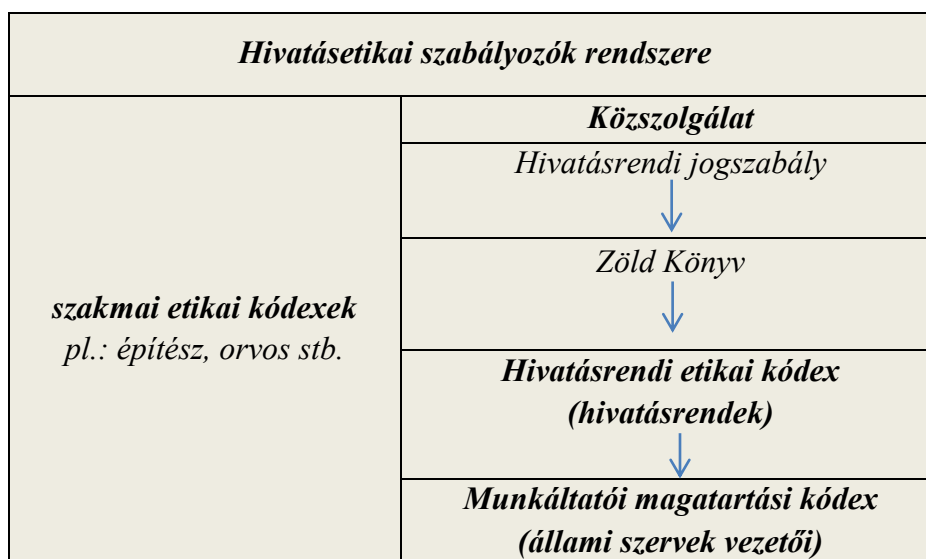 Hivatásetikai szabályozók rendszere
szakmai etikai kódexek
pl.: építész, orvos stb.
Közszolgálat
Hivatásrendi jogszabály
Zöld Könyv
Hivatásrendi etikai kódex
(hivatásrendek)
Munkáltatói magatartási kódex
(állami szervek vezetői)